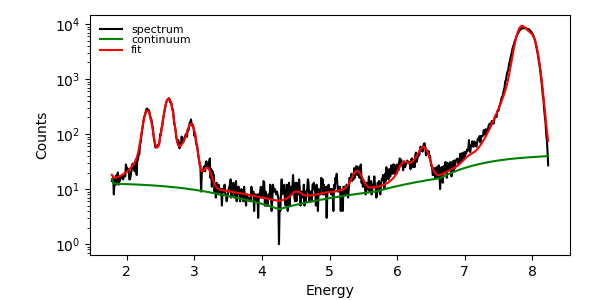 10⁴
10³
10²
10¹
10⁰
Counts
spectrum
continuum
fit
2 3 4 5 6 7 8
Energy